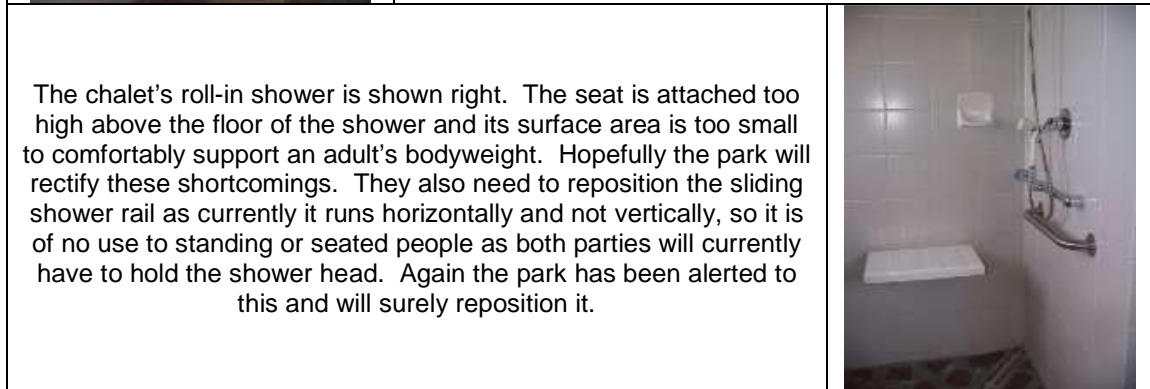 The chalet's roll-in shower is shown right. The seat is attached too
high above the floor of the shower and its surface area is too small
to comfortably support an adult's bodyweight. Hopefully the park will
rectify these shortcomings. They also need to reposition the sliding
shower rail as currently it runs horizontally and not vertically, so it is
of no use to standing or seated people as both parties will currently
have to hold the shower head. Again the park has been alerted to
this and will surely reposition it.